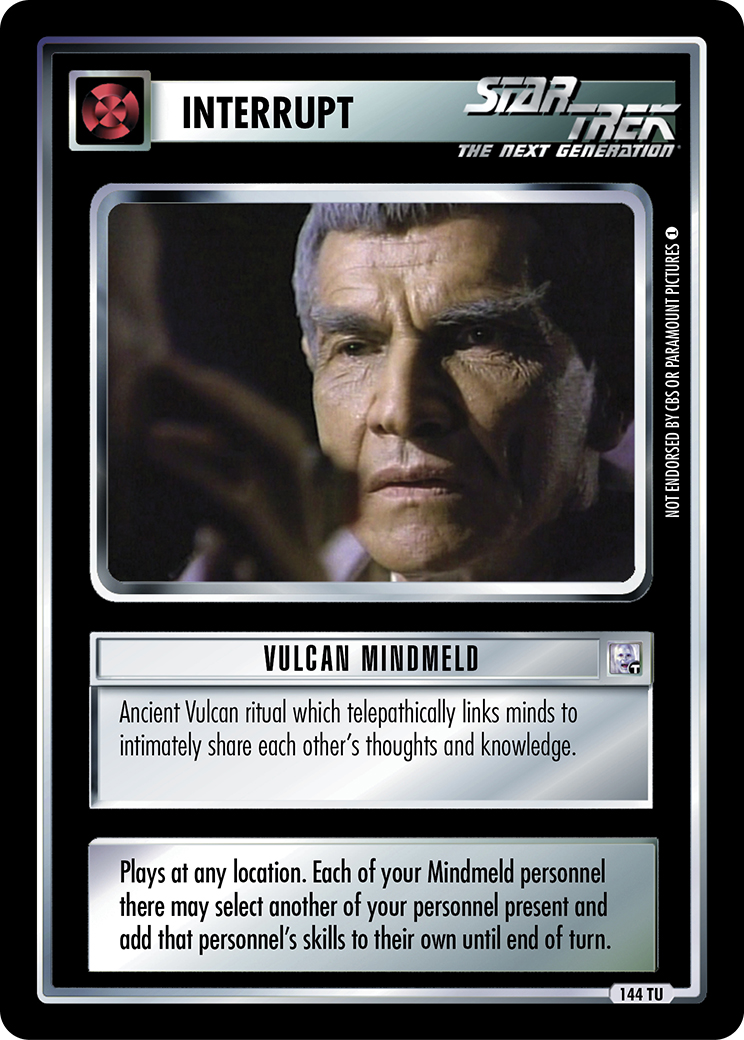 INTERRUPT
STAR TREK
THE NEXT GENERATION
NOT ENDORSED BY CBS OR PARAMOUNT PICTURES 1
VULCAN MINDMELD
T
Ancient Vulcan ritual which telepathically links minds to
intimately share each other's thoughts and knowledge.
Plays at any location. Each of your Mindmeld personnel
there may select another of your personnel present and
add that personnel's skills to their own until end of turn.
144 TU